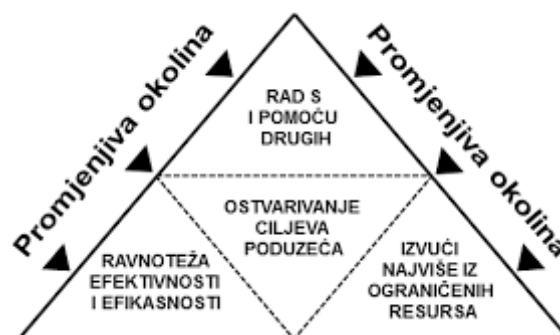 Promjenjiva okolina
Promjenjiva okolina
RAD S
I POMOĆU
DRUGIH
OSTVARIVANJE
CILJEVA
PODUZEĆA
RAVNOTEŽA
EFEKTIVNOSTI
I EFIKASNOSTI
IZVUĆI
NAJVIŠE IZ
OGRANIČENIH
RESURSA